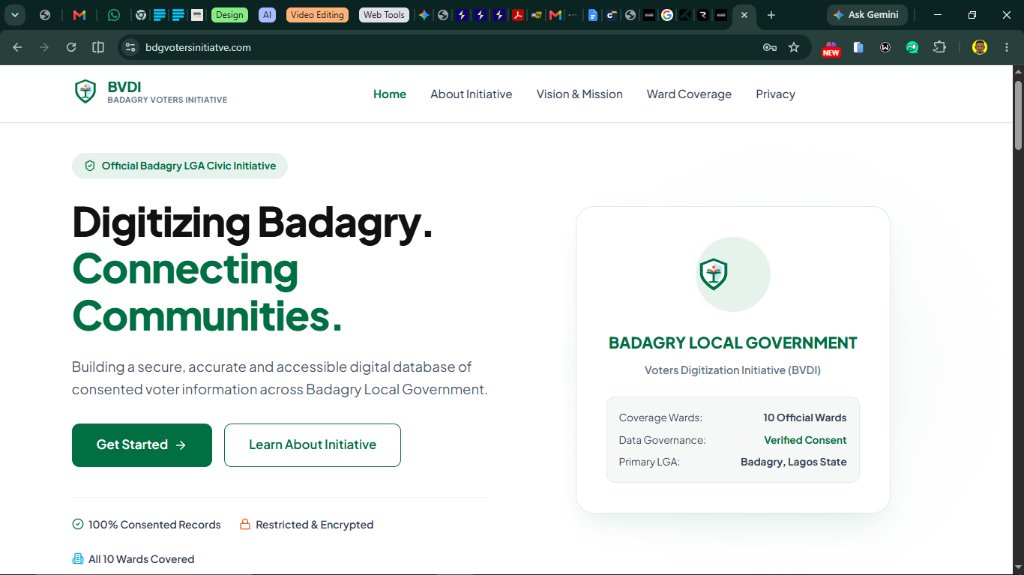 Design
AI
Video Editing
Web Tools
Ask Gemini
bdgvotersinitiatve.com
NEW
BVDI
BADAGRY VOTERS INITIATIVE
Home
About Initiative
Vision & Mission
Ward Coverage
Privacy
Official Badagry LGA Civic Initiative
Digitizing Badagry.
Connecting
Communities.
Building a secure, accurate and accessible digital database of
consented voter information across Badagry Local Government.
Get Started →
Learn About Initiative
100% Consented Records
Restricted & Encrypted
All 10 Wards Covered
BADAGRY LOCAL GOVERNMENT
Voters Digitization Initiative (BVDI)
Coverage Wards: 10 Official Wards
Data Governance: Verified Consent
Primary LGA: Badagry, Lagos State